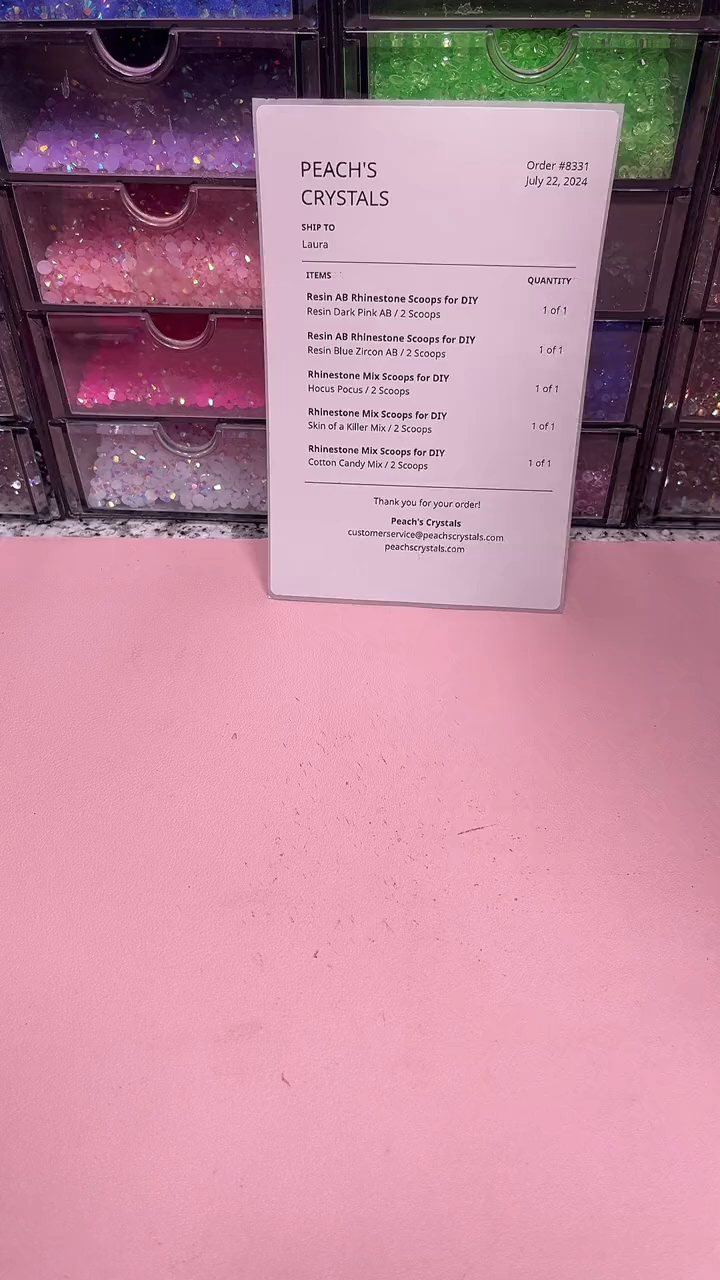 PEACH'S
CRYSTALS
Order #8331
July 22, 2024
SHIP TO
Laura
ITEMS
QUANTITY
Resin AB Rhinestone Scoops for DIY
Resin Dark Pink AB / 2 Scoops
1 of 1
Resin AB Rhinestone Scoops for DIY
Resin Blue Zircon AB / 2 Scoops
1 of 1
Rhinestone Mix Scoops for DIY
Hocus Pocus / 2 Scoops
1 of 1
Rhinestone Mix Scoops for DIY
Skin of a Killer Mix / 2 Scoops
1 of 1
Rhinestone Mix Scoops for DIY
Cotton Candy Mix / 2 Scoops
1 of 1
Thank you for your order!
Peach's Crystals
customerservice@peachscrystals.com
peachscrystals.com